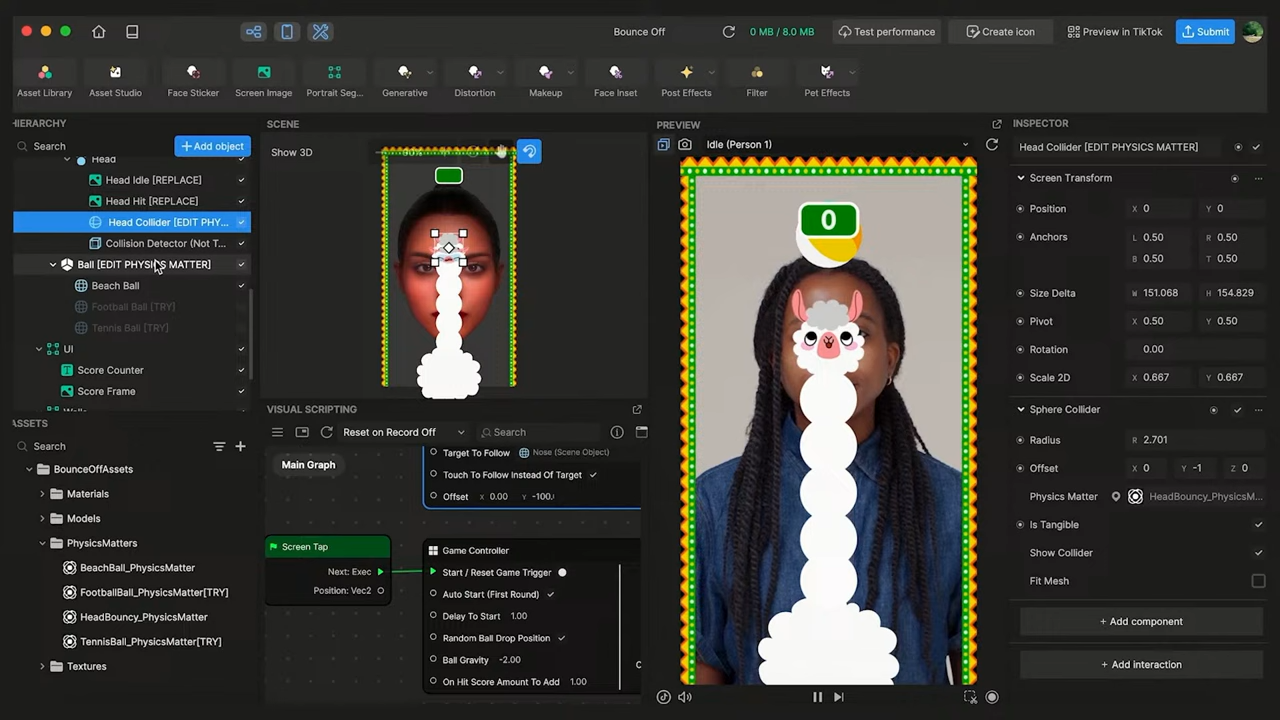 Bounce Off
0 MB / 8.0 MB
Test performance
Create icon
Preview in TikTok
Submit
Asset Library
Asset Studio
Face Sticker
Screen Image
Portrait Seg...
Generative
Distortion
Makeup
Face Inset
Post Effects
Filter
Pet Effects
HIERARCHY
Search
+ Add object
Head
Head Idle [REPLACE]
Head Hit [REPLACE]
Head Collider [EDIT PHY...
Collision Detector (Not T...
Ball [EDIT PHYSICS MATTER]
Beach Ball
Football Ball [TRY]
Tennis Ball [TRY]
UI
Score Counter
Score Frame
ASSETS
Search
BounceOffAssets
Materials
Models
PhysicsMatters
BeachBall_PhysicsMatter
FootballBall_PhysicsMatter[TRY]
HeadBouncy_PhysicsMatter
TennisBall_PhysicsMatter[TRY]
Textures
SCENE
Show 3D
VISUAL SCRIPTING
Reset on Record Off
Search
Main Graph
Target To Follow Nose (Scene Object)
Touch To Follow Instead Of Target
Offset X 0.00 Y -100.
Screen Tap
Next: Exec
Position: Vec2
Game Controller
Start / Reset Game Trigger
Auto Start (First Round)
Delay To Start 1.00
Random Ball Drop Position
Ball Gravity -2.00
On Hit Score Amount To Add 1.00
PREVIEW
Idle (Person 1)
0
INSPECTOR
Head Collider [EDIT PHYSICS MATTER]
Screen Transform
Position X 0 Y 0
Anchors L 0.50 R 0.50
B 0.50 T 0.50
Size Delta W 151.068 H 154.829
Pivot X 0.50 Y 0.50
Rotation 0.00
Scale 2D X 0.667 Y 0.667
Sphere Collider
Radius R 2.701
Offset X 0 Y -1 Z 0
Physics Matter HeadBouncy_PhysicsM...
Is Tangible
Show Collider
Fit Mesh
+ Add component
+ Add interaction